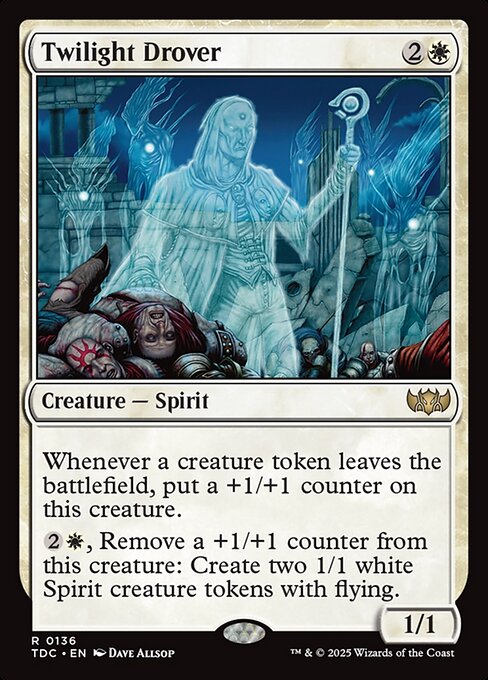 Twilight Drover 2
Creature — Spirit
Whenever a creature token leaves the
battlefield, put a +1/+1 counter on
this creature.
2, Remove a +1/+1 counter from
this creature: Create two 1/1 white
Spirit creature tokens with flying.
1/1
R 0136
TDC • EN Dave Allsop
™ & © 2025 Wizards of the Coast